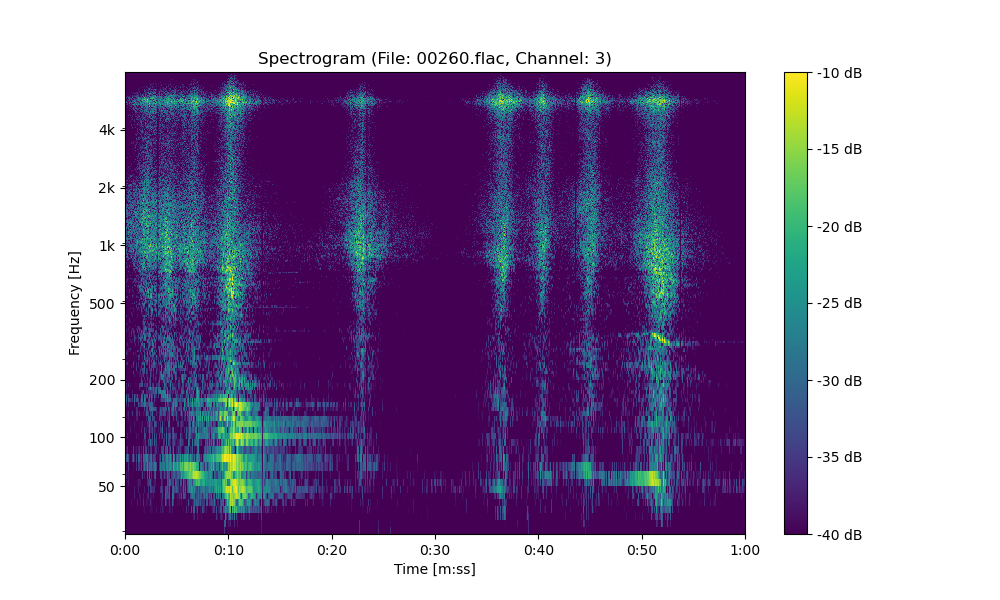 Spectrogram (File: 00260.flac, Channel: 3)
Frequency [Hz]
4k
2k
1k
500
200
100
50
0:00
0:10
0:20
0:30
0:40
0:50
1:00
Time [m:ss]
-10 dB
-15 dB
-20 dB
-25 dB
-30 dB
-35 dB
-40 dB